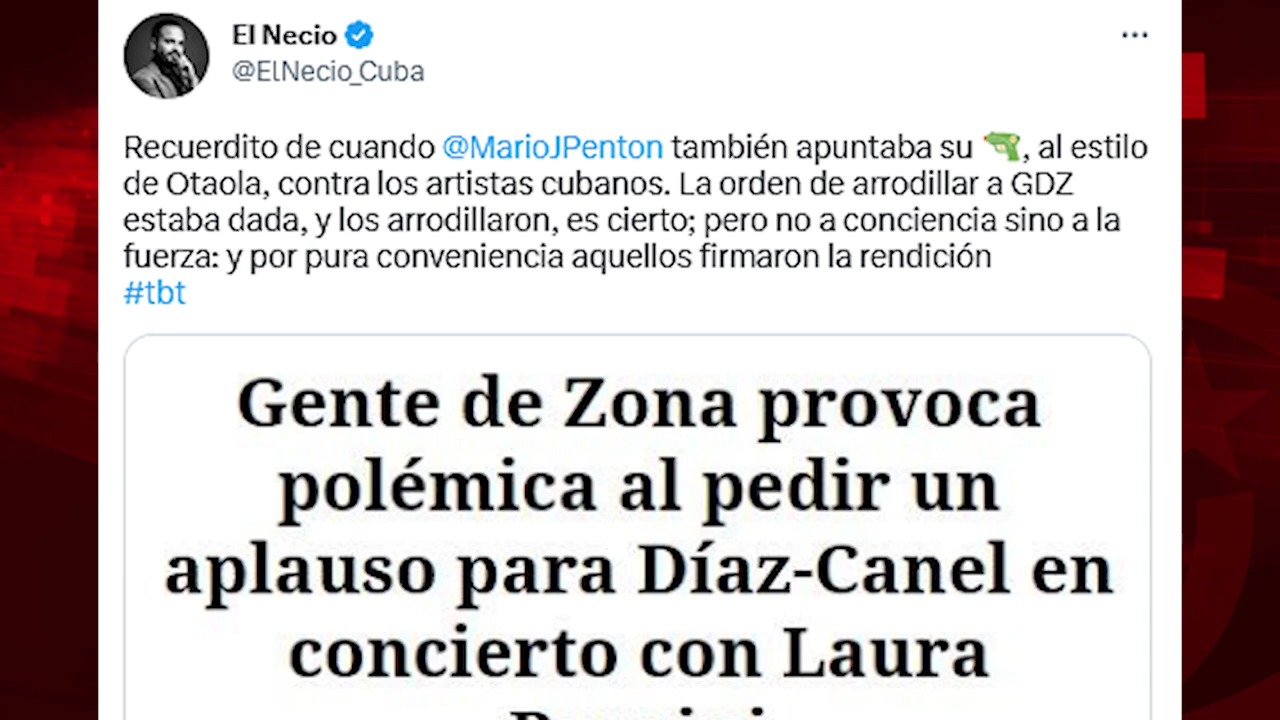 El Necio
@ElNecio_Cuba
Recuerdito de cuando @MarioJPenton también apuntaba su 🔫, al estilo
de Otaola, contra los artistas cubanos. La orden de arrodillar a GDZ
estaba dada, y los arrodillaron, es cierto; pero no a conciencia sino a la
fuerza: y por pura conveniencia aquellos firmaron la rendición
#tbt
Gente de Zona provoca
polémica al pedir un
aplauso para Díaz-Canel en
concierto con Laura